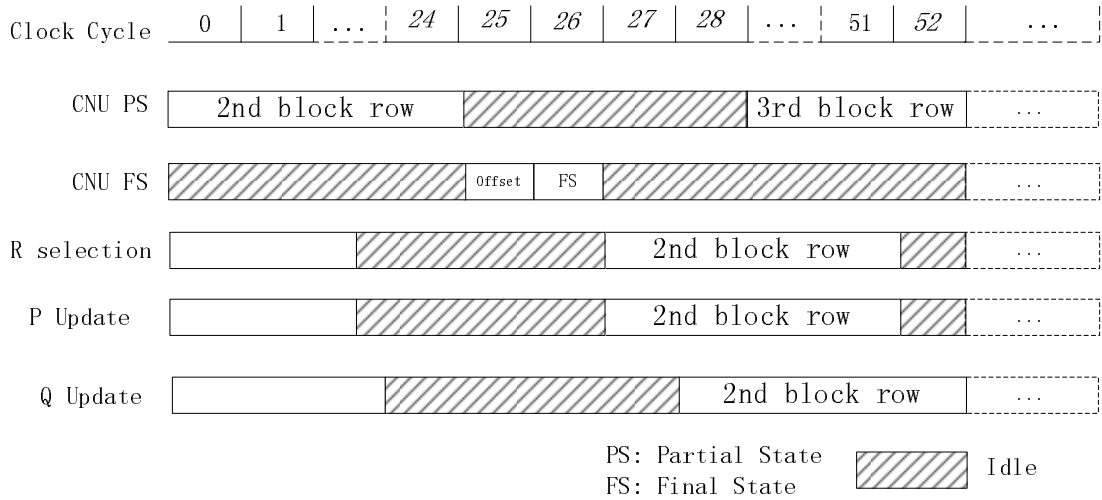 Clock Cycle 0 1 ... 24 25 26 27 28 ... 51 52 ...
CNU PS 2nd block row 3rd block row ...
CNU FS Offset FS ...
R selection 2nd block row ...
P Update 2nd block row ...
Q Update 2nd block row ...
PS: Partial State
FS: Final State
Idle